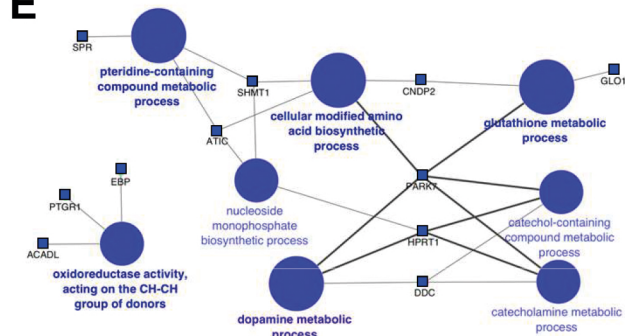 E
SPR
pteridine-containing
compound metabolic
process
SHMT1
ATIC
cellular modified amino
acid biosynthetic
process
CNDP2
glutathione metabolic
process
GLO1
EBP
PTGR1
ACADL
oxidoreductase activity,
acting on the CH-CH
group of donors
nucleoside
monophosphate
biosynthetic process
PARK7
HPRT1
DDC
catechol-containing
compound metabolic
process
dopamine metabolic
process
catecholamine metabolic
process